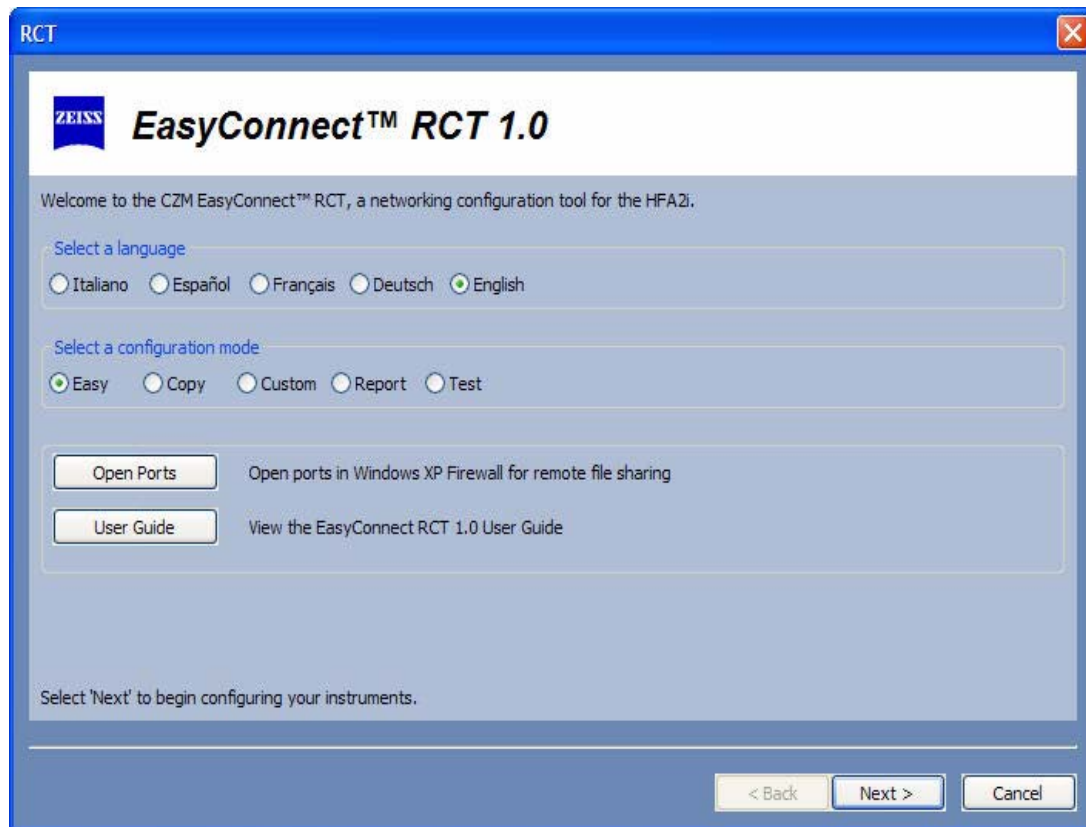 RCT
ZEISS
EasyConnect™ RCT 1.0
Welcome to the CZM EasyConnect™ RCT, a networking configuration tool for the HFA2i.
Select a language
Italiano Español Français Deutsch English
Select a configuration mode
Easy Copy Custom Report Test
Open Ports Open ports in Windows XP Firewall for remote file sharing
User Guide View the EasyConnect RCT 1.0 User Guide
Select 'Next' to begin configuring your instruments.
< Back Next > Cancel